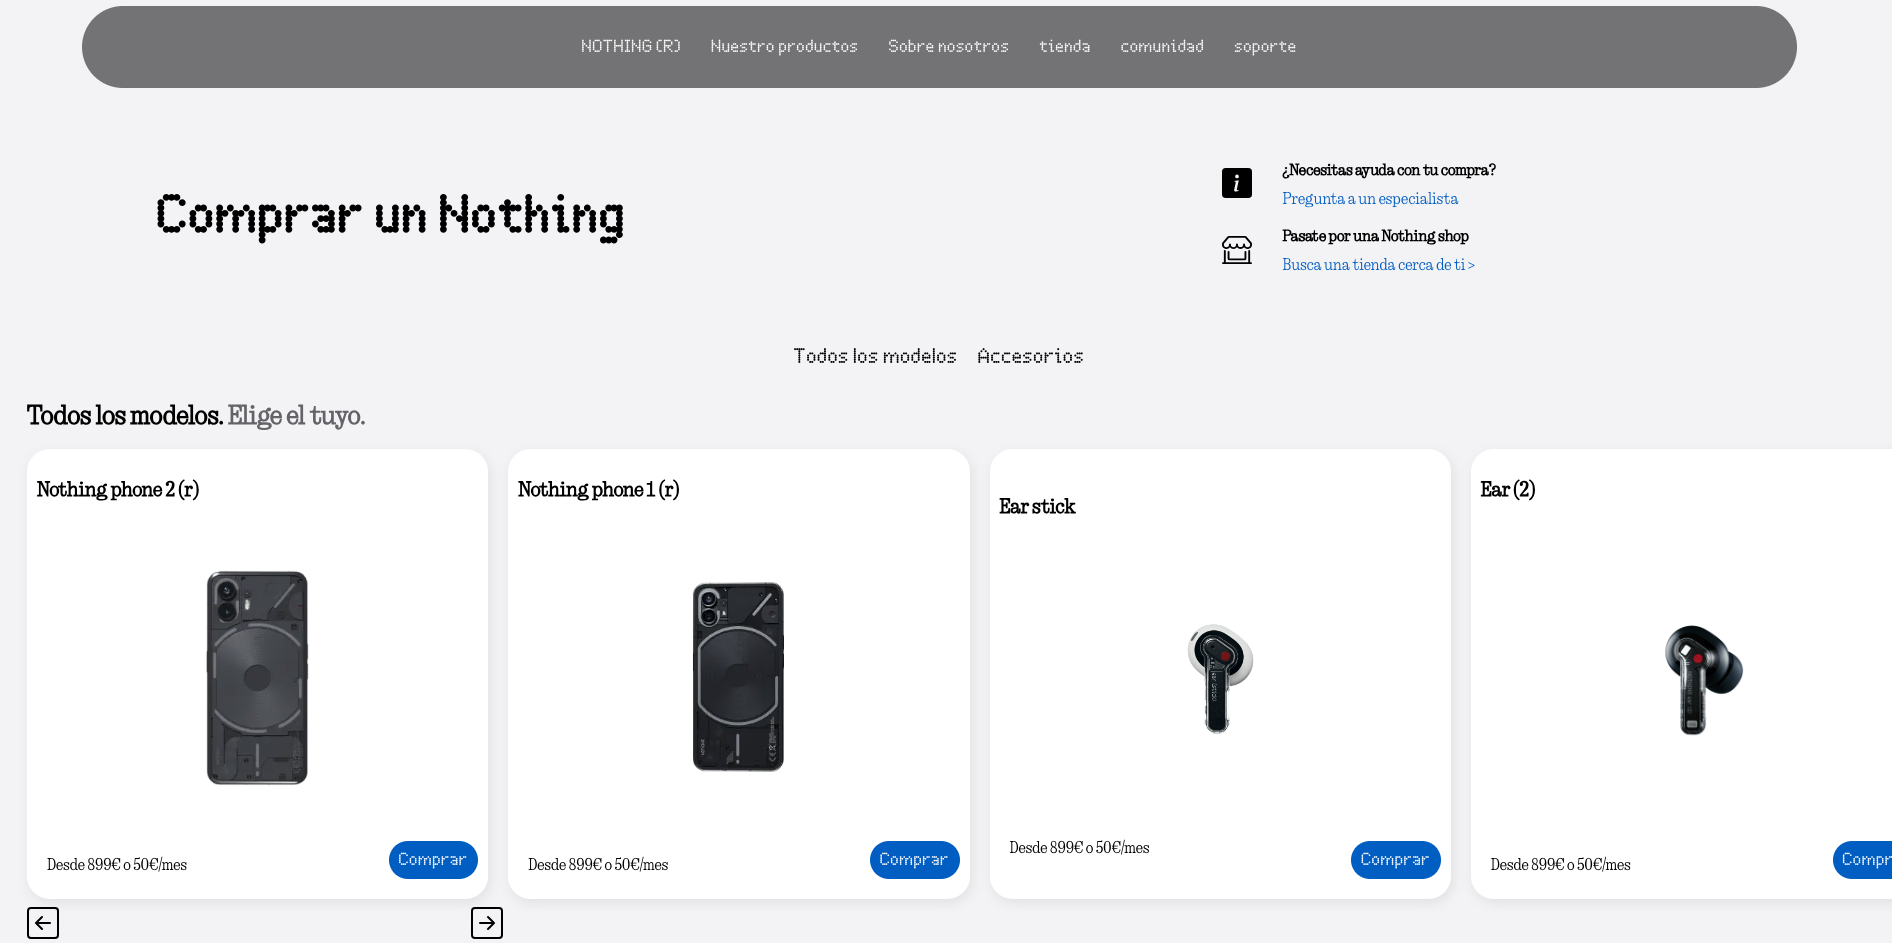 NOTHING (R) Nuestro productos Sobre nosotros tienda comunidad soporte
Comprar un Nothing
¿Necesitas ayuda con tu compra?
Pregunta a un especialista
Pasate por una Nothing shop
Busca una tienda cerca de ti >
Todos los modelos Accesorios
Todos los modelos. Elige el tuyo.
Nothing phone 2 (r)
Desde 899€ o 50€/mes
Comprar
Nothing phone 1 (r)
Desde 899€ o 50€/mes
Comprar
Ear stick
Desde 899€ o 50€/mes
Comprar
Ear (2)
Desde 899€ o 50€/mes
Compr